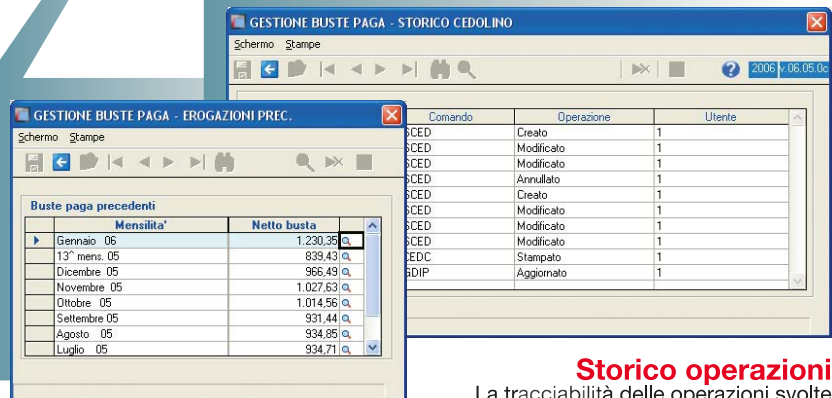 GESTIONE BUSTE PAGA - STORICO CEDOLINO
Schermo Stampe
2006 v.06.05.0c
Comando Operazione Utente
SCED Creato 1
SCED Modificato 1
SCED Modificato 1
SCED Annullato 1
SCED Creato 1
SCED Modificato 1
SCED Modificato 1
SCED Modificato 1
CEDC Stampato 1
GDIP Aggiornato 1
GESTIONE BUSTE PAGA - EROGAZIONI PREC.
Schermo Stampe
Buste paga precedenti
Mensilita' Netto busta
Gennaio 06 1.230,35
13^ mens. 05 839,43
Dicembre 05 966,49
Novembre 05 1.027,63
Ottobre 05 1.014,56
Settembre 05 931,44
Agosto 05 934,85
Luglio 05 934,71
Storico operazioni
La tracciabilità delle operazioni svolte